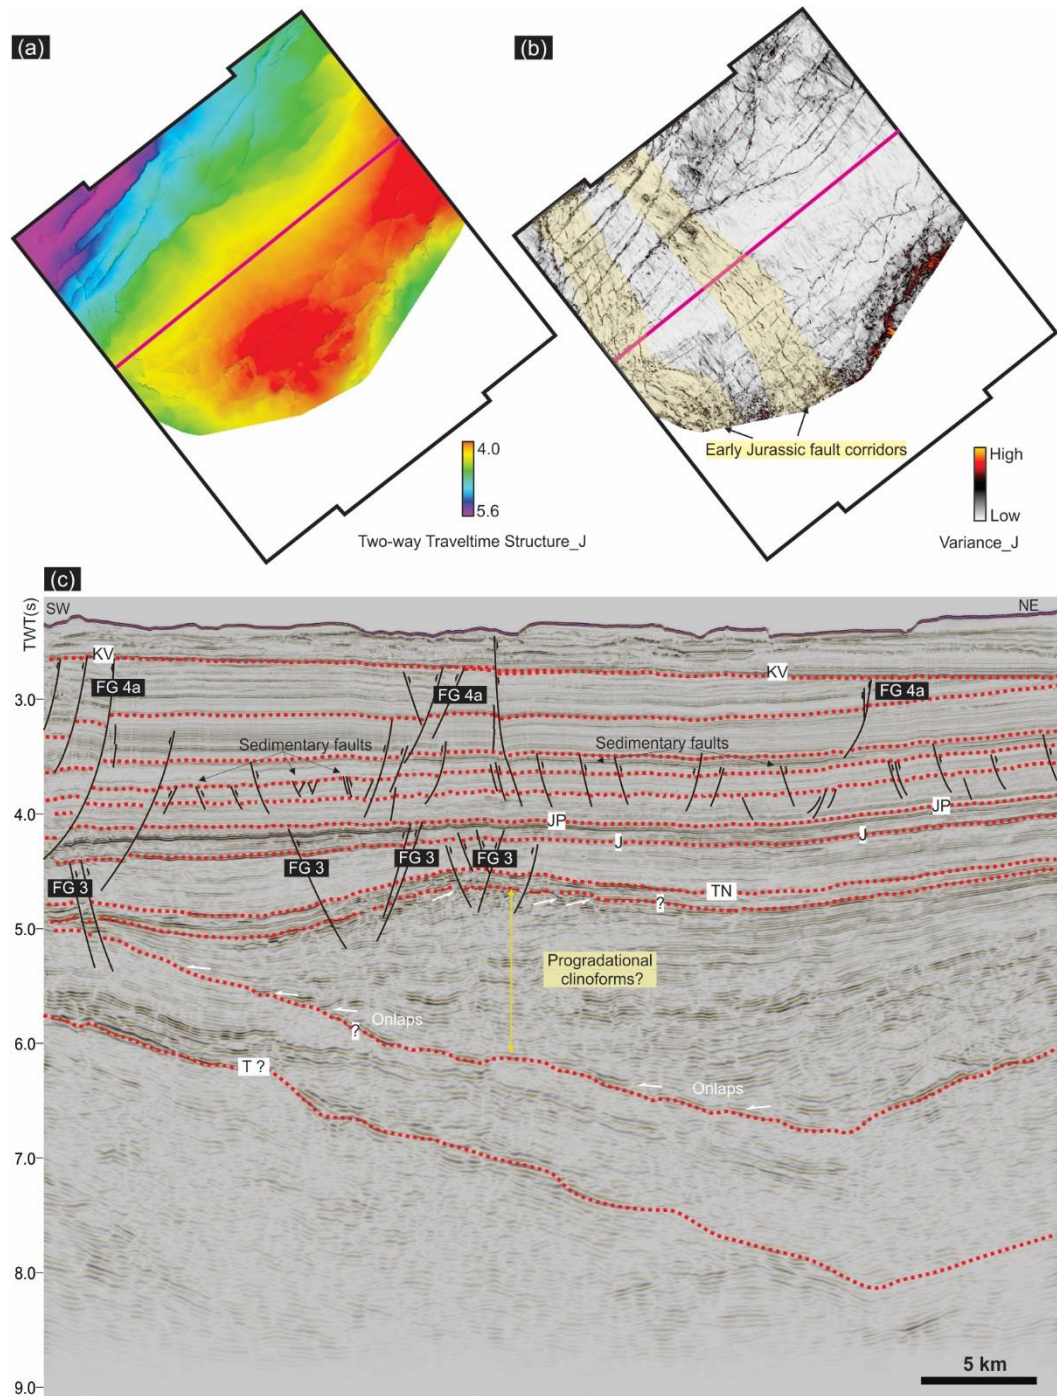 (a)
(b)
4.0
5.6
Two-way Traveltime Structure_J
Early Jurassic fault corridors
High
Low
Variance_J
(c)
TWT(s)
SW
NE
KV
KV
FG 4a
FG 4a
FG 4a
3.0
Sedimentary faults
Sedimentary faults
4.0
JP
JP
J
J
FG 3
FG 3
FG 3
FG 3
TN
?
5.0
Progradational
clinoforms?
Onlaps
?
6.0
T ?
Onlaps
7.0
8.0
5 km
9.0